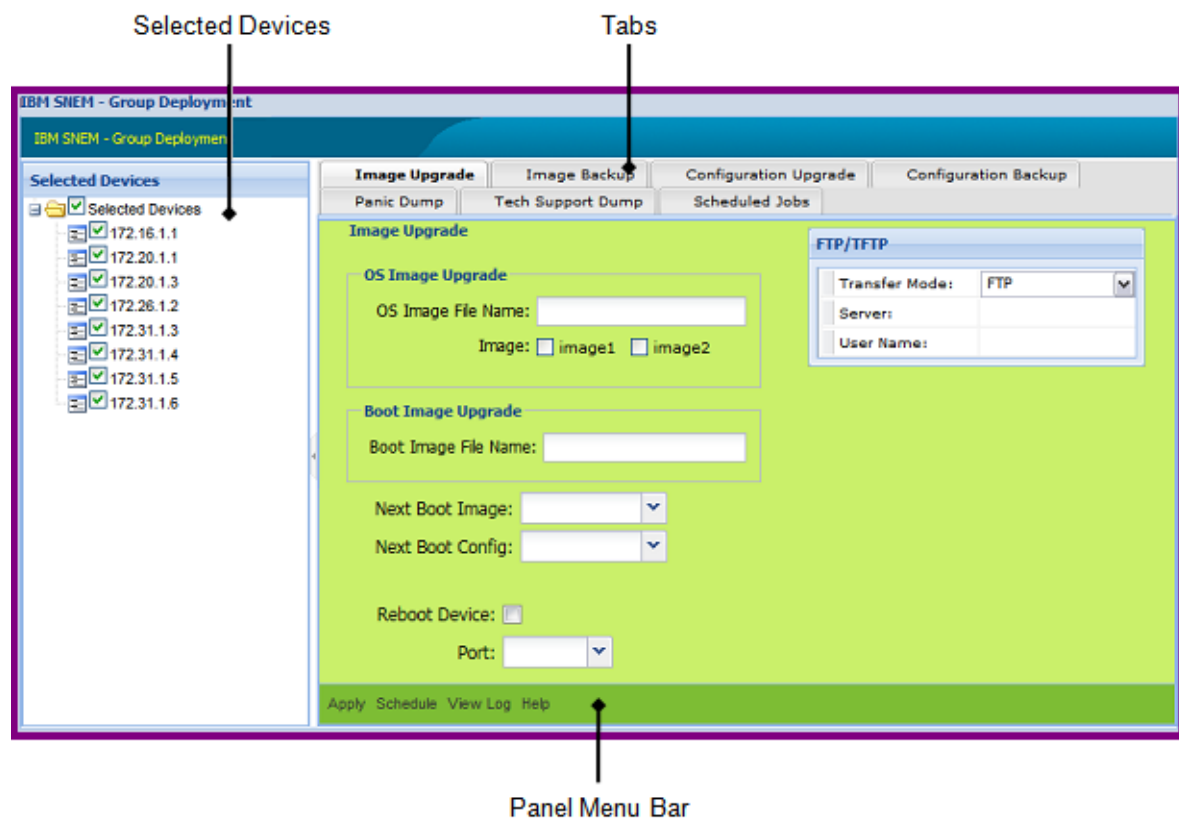 Selected Devices
Tabs
IBM SNEM - Group Deployment
IBM SNEM - Group Deploymen
Selected Devices
Selected Devices
172.16.1.1
172.20.1.1
172.20.1.3
172.26.1.2
172.31.1.3
172.31.1.4
172.31.1.5
172.31.1.6
Image Upgrade Image Backup Configuration Upgrade Configuration Backup
Panic Dump Tech Support Dump Scheduled Jobs
Image Upgrade
OS Image Upgrade
OS Image File Name:
Image: image1 image2
Boot Image Upgrade
Boot Image File Name:
Next Boot Image:
Next Boot Config:
Reboot Device:
Port:
FTP/TFTP
Transfer Mode: FTP
Server:
User Name:
Apply Schedule View Log Help
Panel Menu Bar